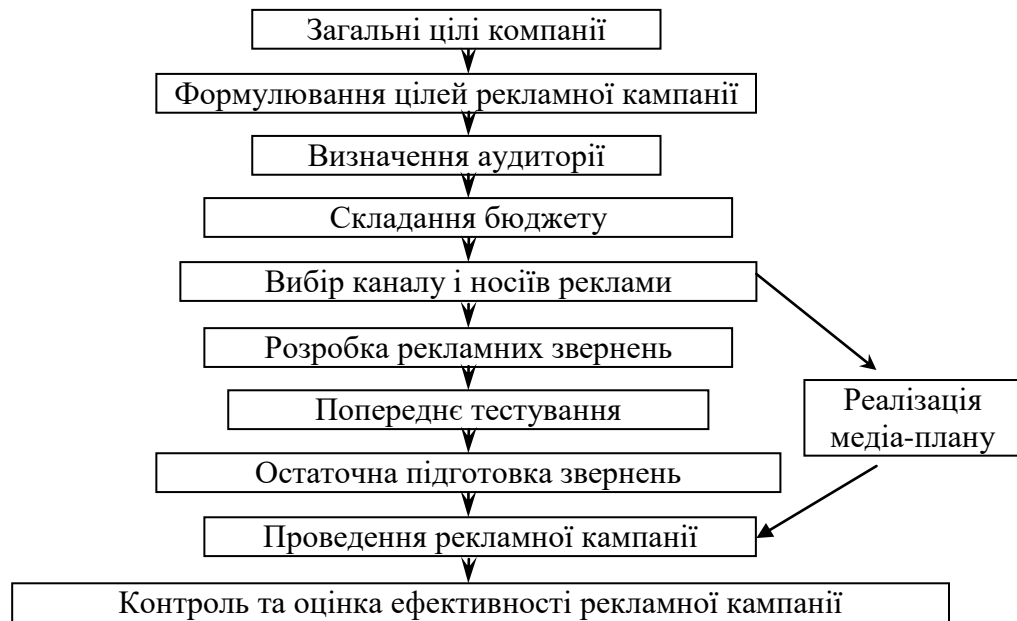 Загальні цілі компанії
Формулювання цілей рекламної кампанії
Визначення аудиторії
Складання бюджету
Вибір каналу і носіїв реклами
Розробка рекламних звернень
Попереднє тестування
Реалізація
медіа-плану
Остаточна підготовка звернень
Проведення рекламної кампанії
Контроль та оцінка ефективності рекламної кампанії